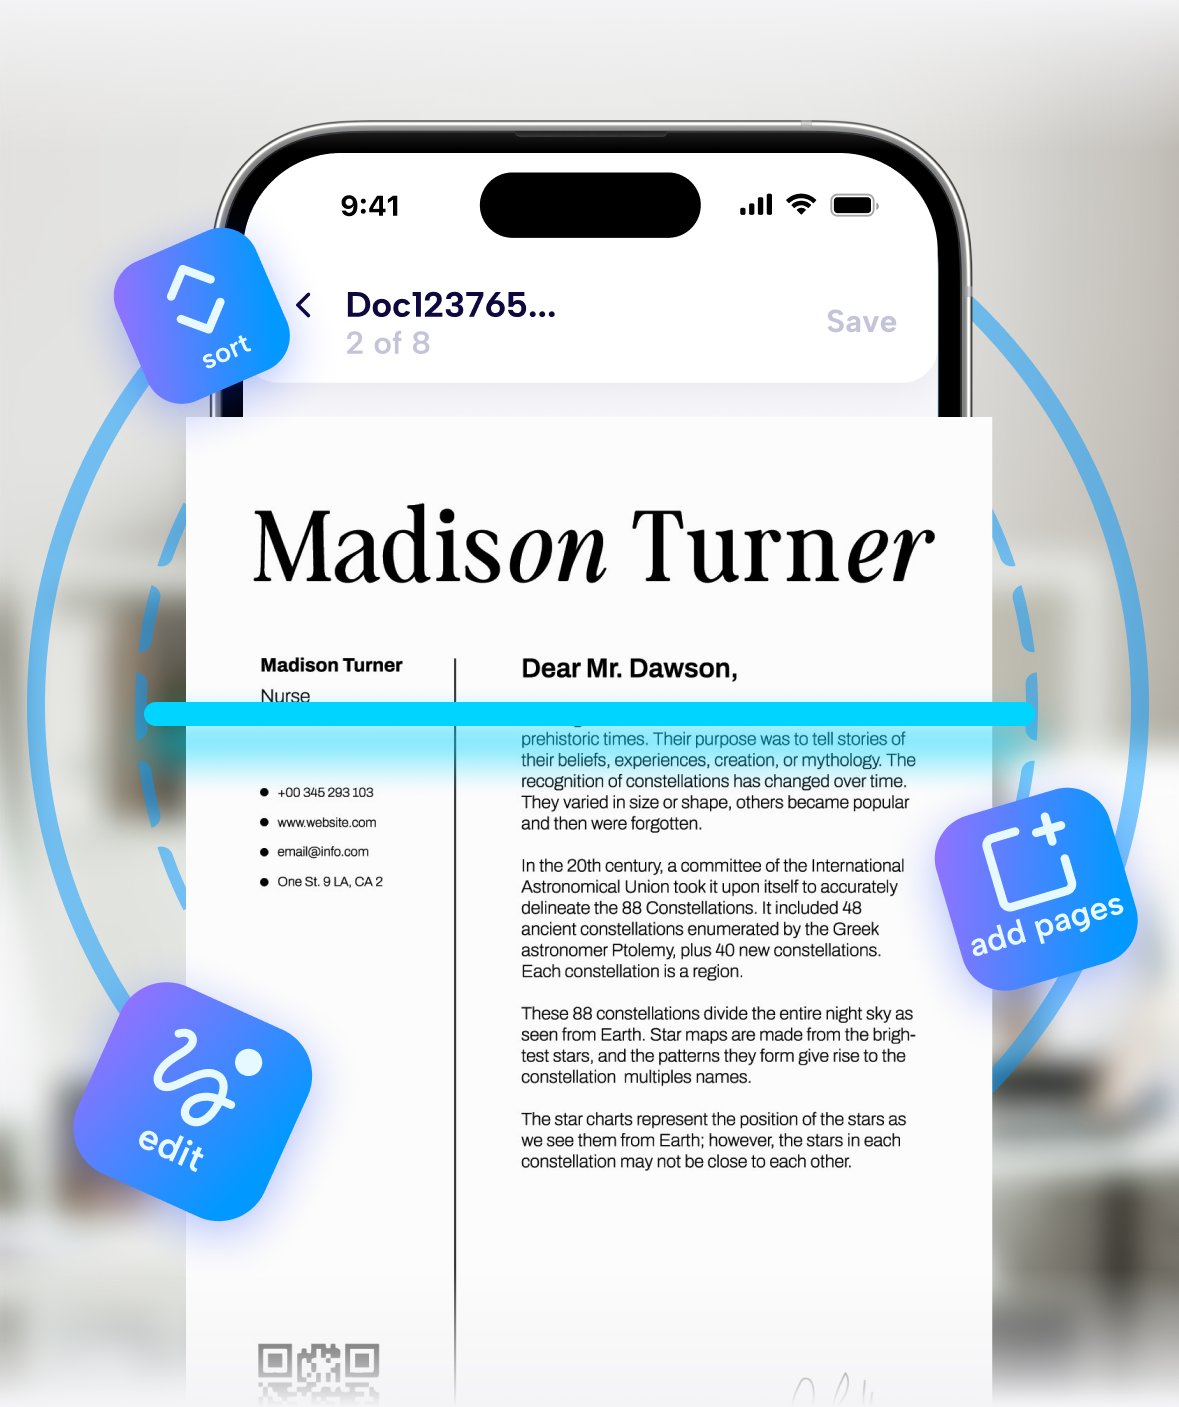 9:41
Doc123765...
2 of 8
Save
sort
Madison Turner
Madison Turner
Nurse
+00 345 293 103
www.website.com
email@info.com
One St. 9 LA, CA 2
Dear Mr. Dawson,
prehistoric times. Their purpose was to tell stories of
their beliefs, experiences, creation, or mythology. The
recognition of constellations has changed over time.
They varied in size or shape, others became popular
and then were forgotten.
In the 20th century, a committee of the International
Astronomical Union took it upon itself to accurately
delineate the 88 Constellations. It included 48
ancient constellations enumerated by the Greek
astronomer Ptolemy, plus 40 new constellations.
Each constellation is a region.
These 88 constellations divide the entire night sky as
seen from Earth. Star maps are made from the brigh-
test stars, and the patterns they form give rise to the
constellation multiples names.
The star charts represent the position of the stars as
we see them from Earth; however, the stars in each
constellation may not be close to each other.
add pages
edit